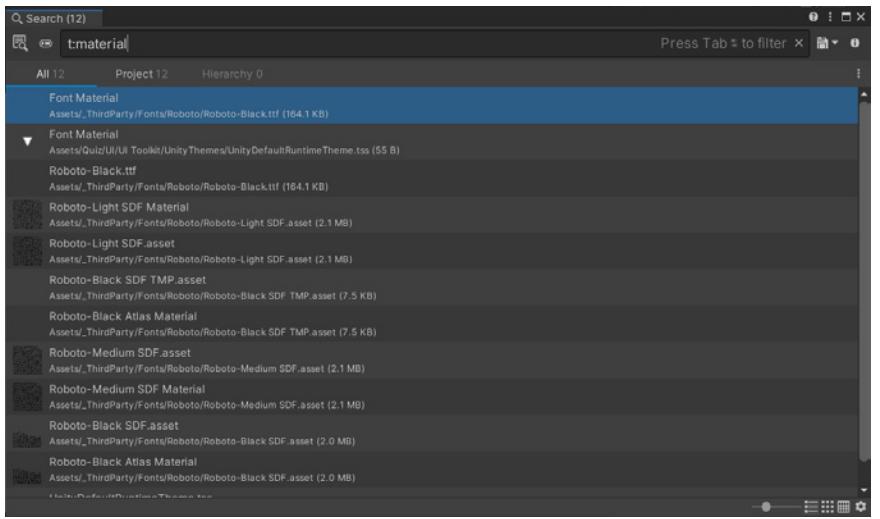 Search (12)
t:material
Press Tab to filter
All 12
Project 12
Hierarchy 0
Font Material
Assets/_ThirdParty/Fonts/Roboto/Roboto-Black.ttf (164.1 KB)
Font Material
Assets/Quiz/UI/UI Toolkit/UnityThemes/UnityDefaultRuntimeTheme.tss (55 B)
Roboto-Black.ttf
Assets/_ThirdParty/Fonts/Roboto/Roboto-Black.ttf (164.1 KB)
Roboto-Light SDF Material
Assets/_ThirdParty/Fonts/Roboto/Roboto-Light SDF.asset (2.1 MB)
Roboto-Light SDF.asset
Assets/_ThirdParty/Fonts/Roboto/Roboto-Light SDF.asset (2.1 MB)
Roboto-Black SDF TMP.asset
Assets/_ThirdParty/Fonts/Roboto/Roboto-Black SDF TMP.asset (7.5 KB)
Roboto-Black Atlas Material
Assets/_ThirdParty/Fonts/Roboto/Roboto-Black SDF TMP.asset (7.5 KB)
Roboto-Medium SDF.asset
Assets/_ThirdParty/Fonts/Roboto/Roboto-Medium SDF.asset (2.1 MB)
Roboto-Medium SDF Material
Assets/_ThirdParty/Fonts/Roboto/Roboto-Medium SDF.asset (2.1 MB)
Roboto-Black SDF.asset
Assets/_ThirdParty/Fonts/Roboto/Roboto-Black SDF.asset (2.0 MB)
Roboto-Black Atlas Material
Assets/_ThirdParty/Fonts/Roboto/Roboto-Black SDF.asset (2.0 MB)
UnityDefaultRuntimeTheme.tss